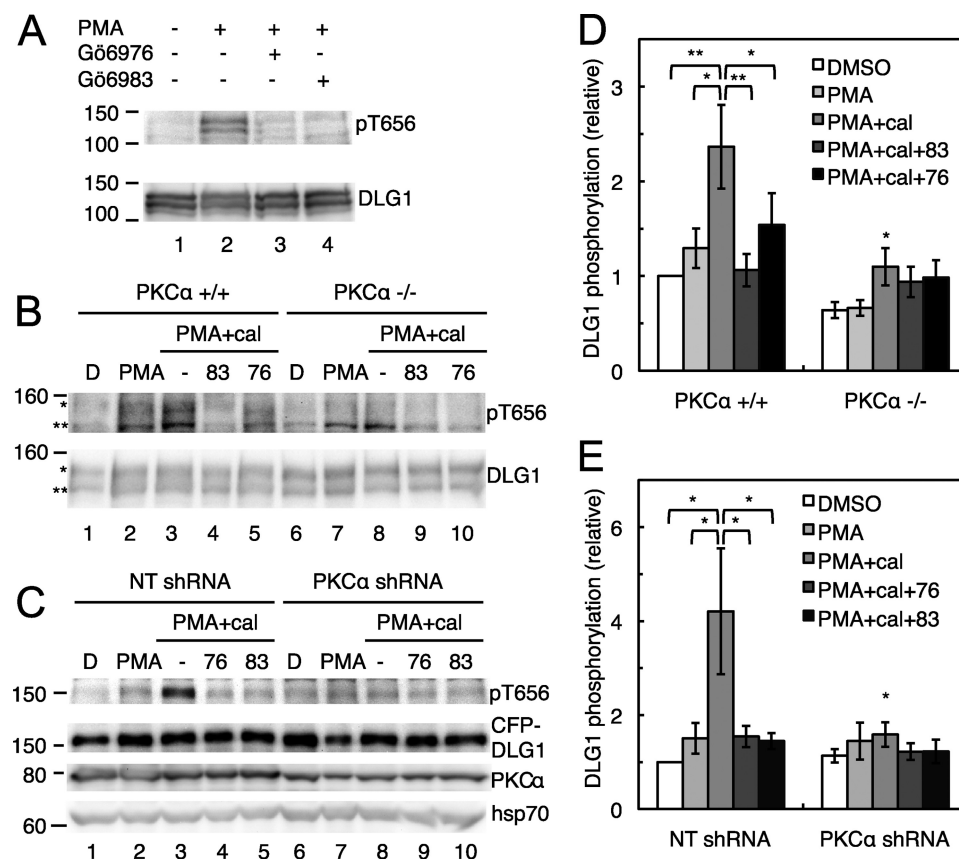 A
PMA - + + +
Gö6976 - - + -
Gö6983 - - - +
150
100
pT656
150
100
DLG1
1 2 3 4
B
PKCα +/+ PKCα -/-
PMA+cal PMA+cal
D PMA - 83 76 D PMA - 83 76
160
*
**
pT656
160
*
**
DLG1
1 2 3 4 5 6 7 8 9 10
C
NT shRNA PKCα shRNA
PMA+cal PMA+cal
D PMA - 76 83 D PMA - 76 83
150
pT656
150
CFP-
DLG1
80
PKCα
60
hsp70
1 2 3 4 5 6 7 8 9 10
D
DLG1 phosphorylation (relative)
3
2
1
0
** *
* **
*
DMSO
PMA
PMA+cal
PMA+cal+83
PMA+cal+76
PKCα +/+ PKCα -/-
E
DLG1 phosphorylation (relative)
6
4
2
0
* *
* *
*
DMSO
PMA
PMA+cal
PMA+cal+76
PMA+cal+83
NT shRNA PKCα shRNA